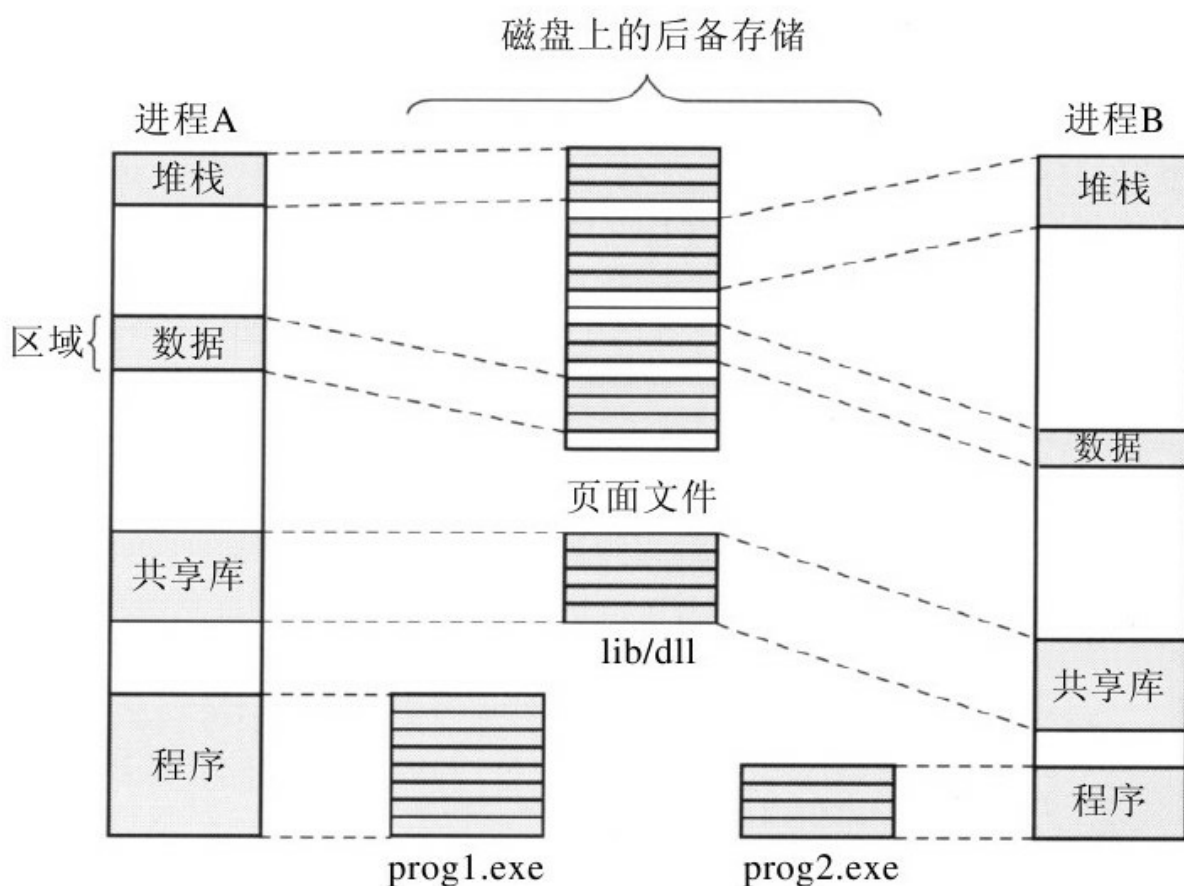 磁盘上的后备存储
进程A
进程B
堆栈
堆栈
区域
数据
数据
页面文件
共享库
lib/dll
共享库
程序
程序
prog1.exe
prog2.exe